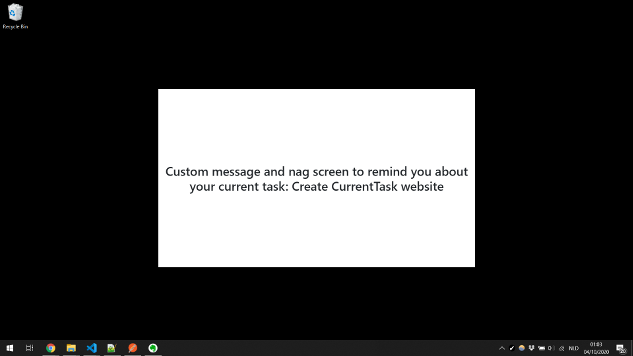 Recycle Bin
Custom message and nag screen to remind you about
your current task: Create CurrentTask website
NLD
01:03
04/10/2020